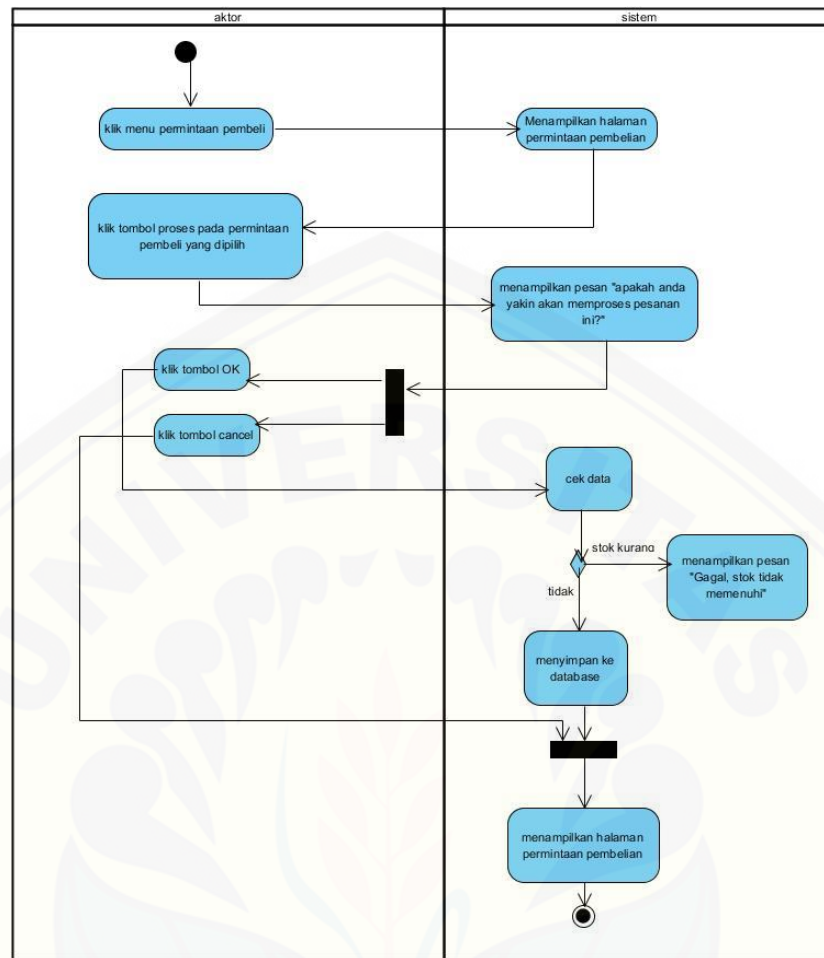 aktor
sistem
klik menu permintaan pembeli
Menampilkan halaman
permintaan pembelian
klik tombol proses pada permintaan
pembeli yang dipilih
menampilkan pesan "apakah anda
yakin akan memproses pesanan
ini?"
klik tombol OK
klik tombol cancel
cek data
stok kurang
menampilkan pesan
"Gagal, stok tidak
memenuhi"
tidak
menyimpan ke
database
menampilkan halaman
permintaan pembelian
UNIVERSITAS